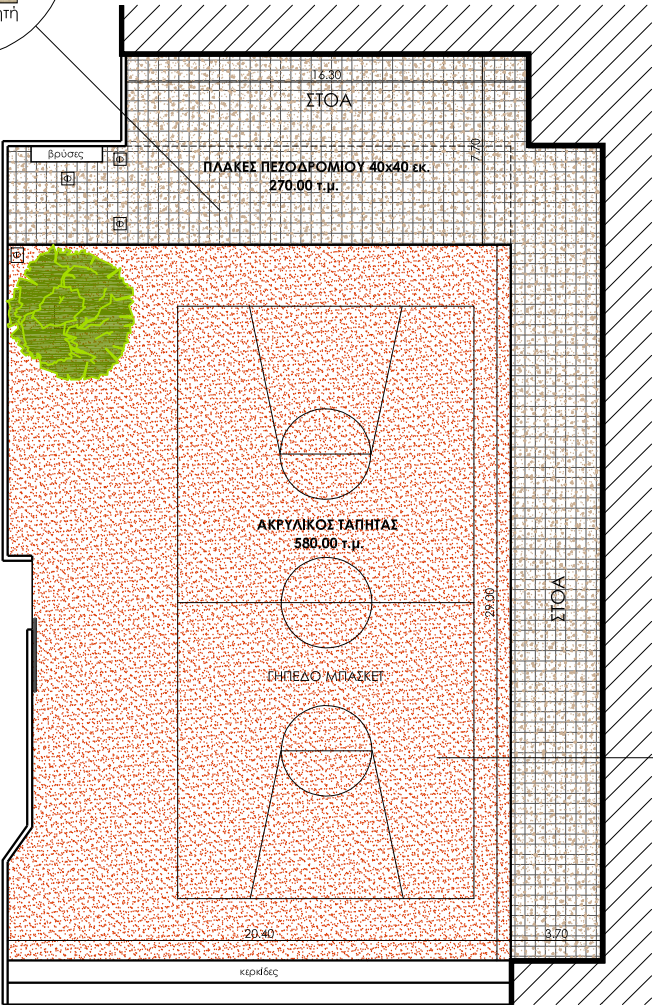 ητή
16.30
ΣΤΟΑ
7.70
βρύσες
Φ
Φ
Φ
ΠΛΑΚΕΣ ΠΕΖΟΔΡΟΜΙΟΥ 40x40 εκ.
270.00 τ.μ.
Φ
ΑΚΡΥΛΙΚΟΣ ΤΑΠΗΤΑΣ
580.00 τ.μ.
29.00
ΣΤΟΑ
ΓΗΠΕΔΟ ΜΠΑΣΚΕΤ
20.40
3.70
κερκίδες